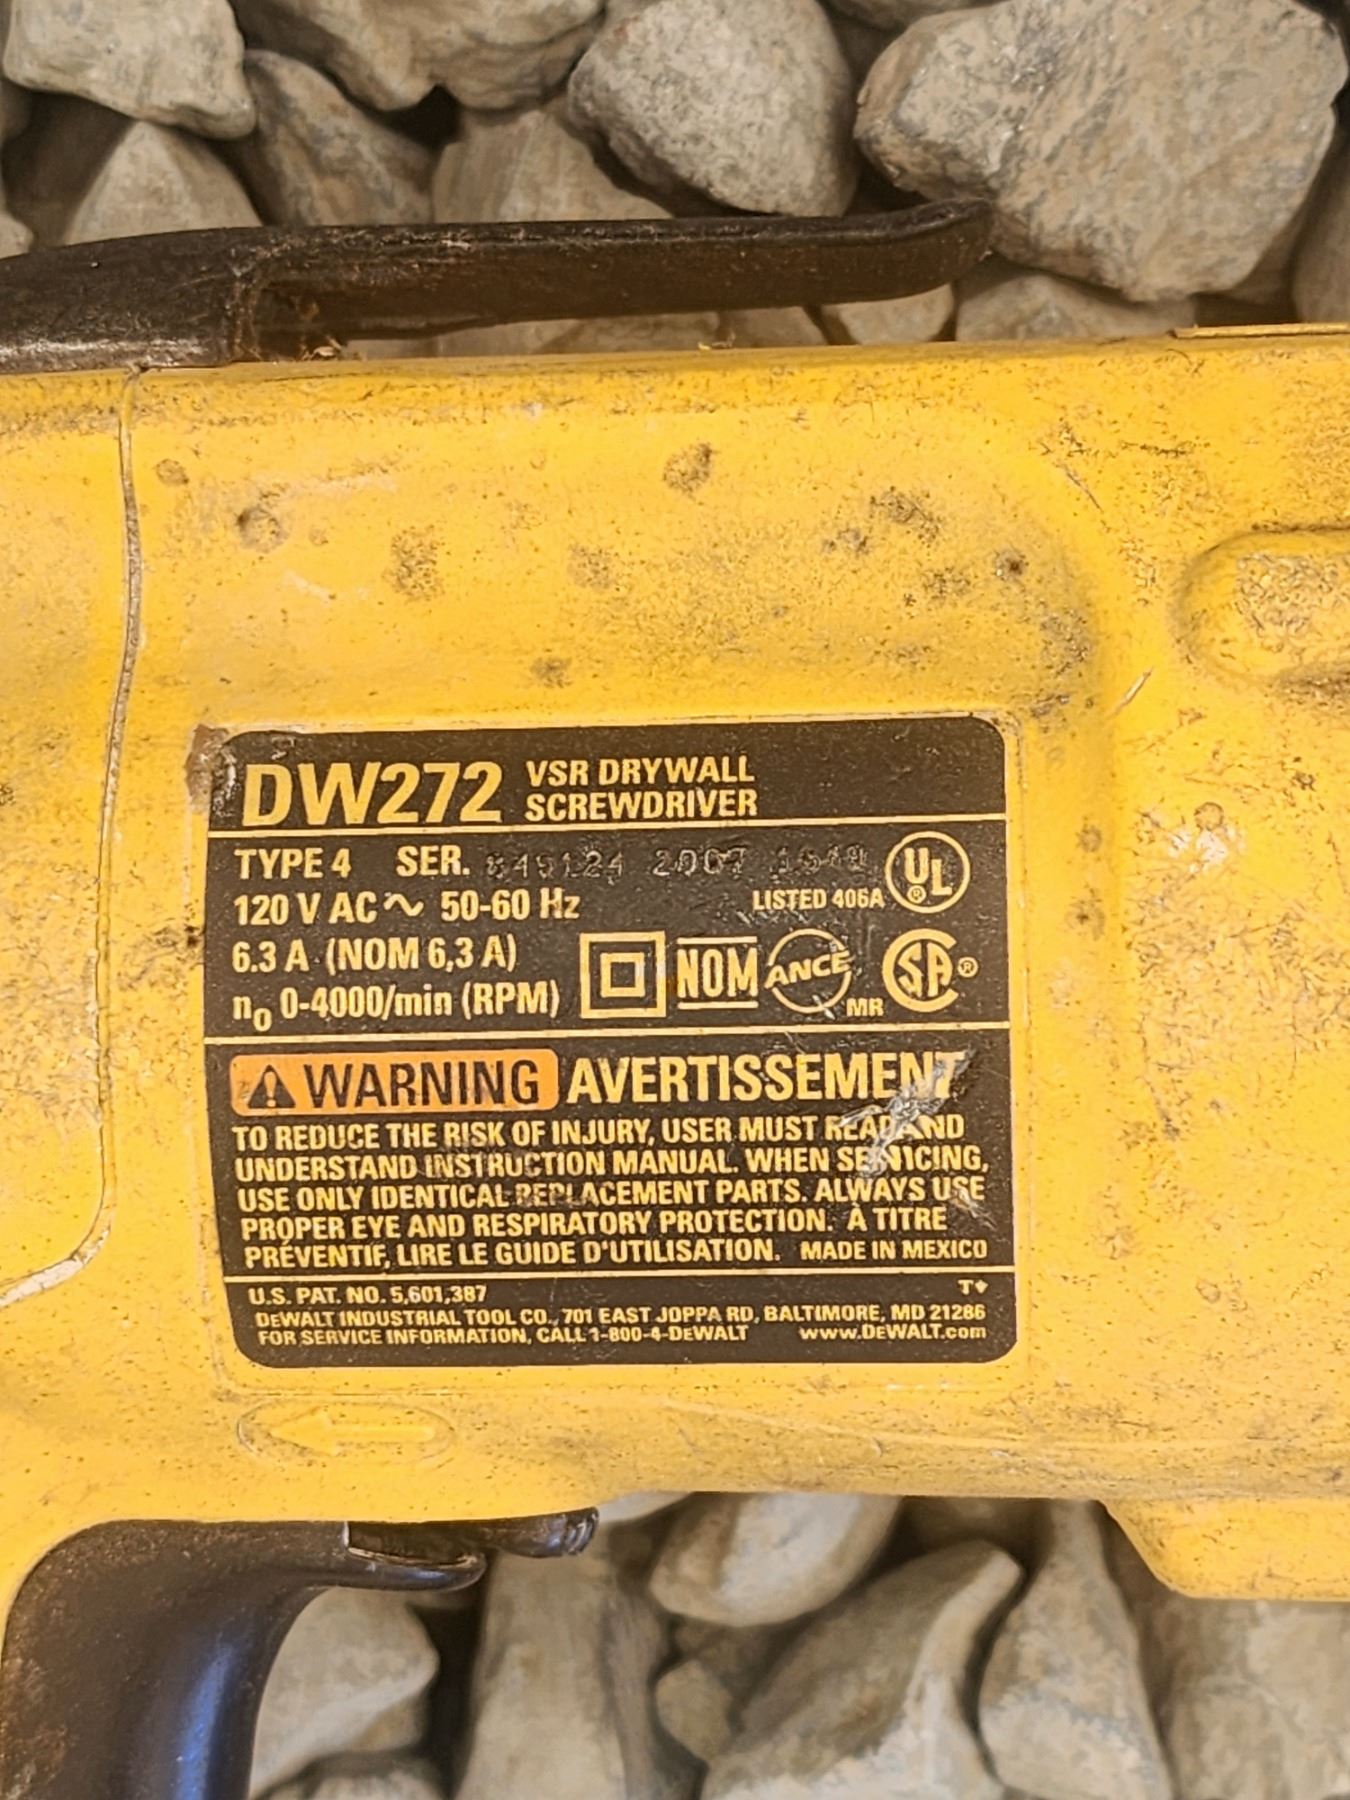 DW272 VSR DRYWALL
SCREWDRIVER
TYPE 4 SER. 2007
UL
®
120 V AC ~ 50-60 Hz
LISTED 406A
6.3 A (NOM 6,3 A)
NOM ANCE MR SA ®
n₀ 0-4000/min (RPM)
⚠ WARNING AVERTISSEMENT
TO REDUCE THE RISK OF INJURY, USER MUST READ AND
UNDERSTAND INSTRUCTION MANUAL. WHEN SERVICING,
USE ONLY IDENTICAL REPLACEMENT PARTS. ALWAYS USE
PROPER EYE AND RESPIRATORY PROTECTION. À TITRE
PRÉVENTIF, LIRE LE GUIDE D'UTILISATION. MADE IN MEXICO
U.S. PAT. NO. 5,601,387
DEWALT INDUSTRIAL TOOL CO., 701 EAST JOPPA RD, BALTIMORE, MD 21286
FOR SERVICE INFORMATION, CALL 1-800-4-DEWALT www.DEWALT.com